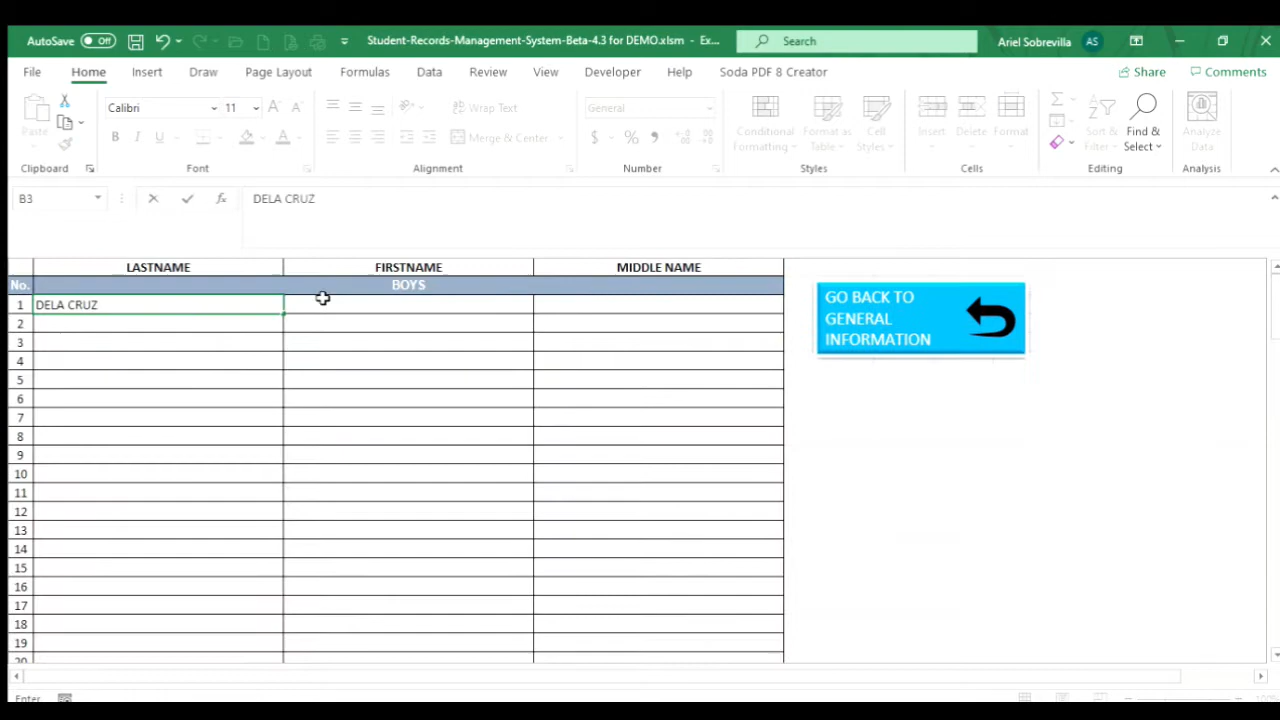 AutoSave Off Student-Records-Management-System-Beta-4.3 for DEMO.xlsm - Ex... Search Ariel Sobrevilla AS
File Home Insert Draw Page Layout Formulas Data Review View Developer Help Soda PDF 8 Creator Share Comments
Calibri 11 Wrap Text General
Paste Merge & Center $ % Conditional Formatting Format as Table Cell Styles Insert Delete Format Sort & Filter Find & Select Analyze Data
Clipboard Font Alignment Number Styles Cells Editing Analysis
B3 fx DELA CRUZ
LASTNAME FIRSTNAME MIDDLE NAME
No. BOYS
1 DELA CRUZ
2
3
4
5
6
7
8
9
10
11
12
13
14
15
16
17
18
19
20
GO BACK TO
GENERAL
INFORMATION
Enter 100%